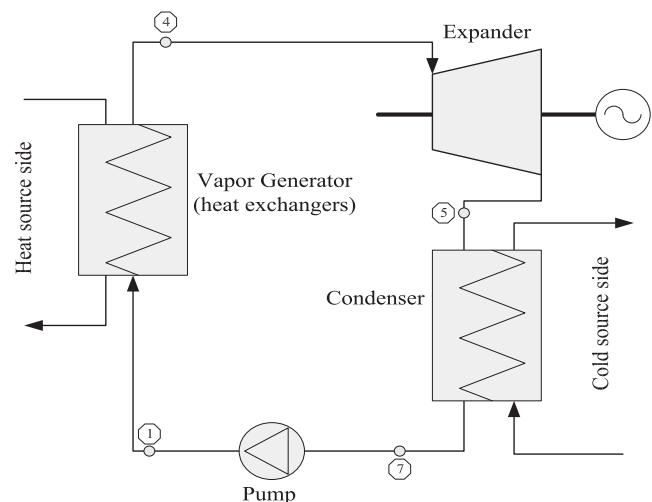 4
Expander
Heat source side
Vapor Generator
(heat exchangers)
5
Condenser
Cold source side
1
7
Pump